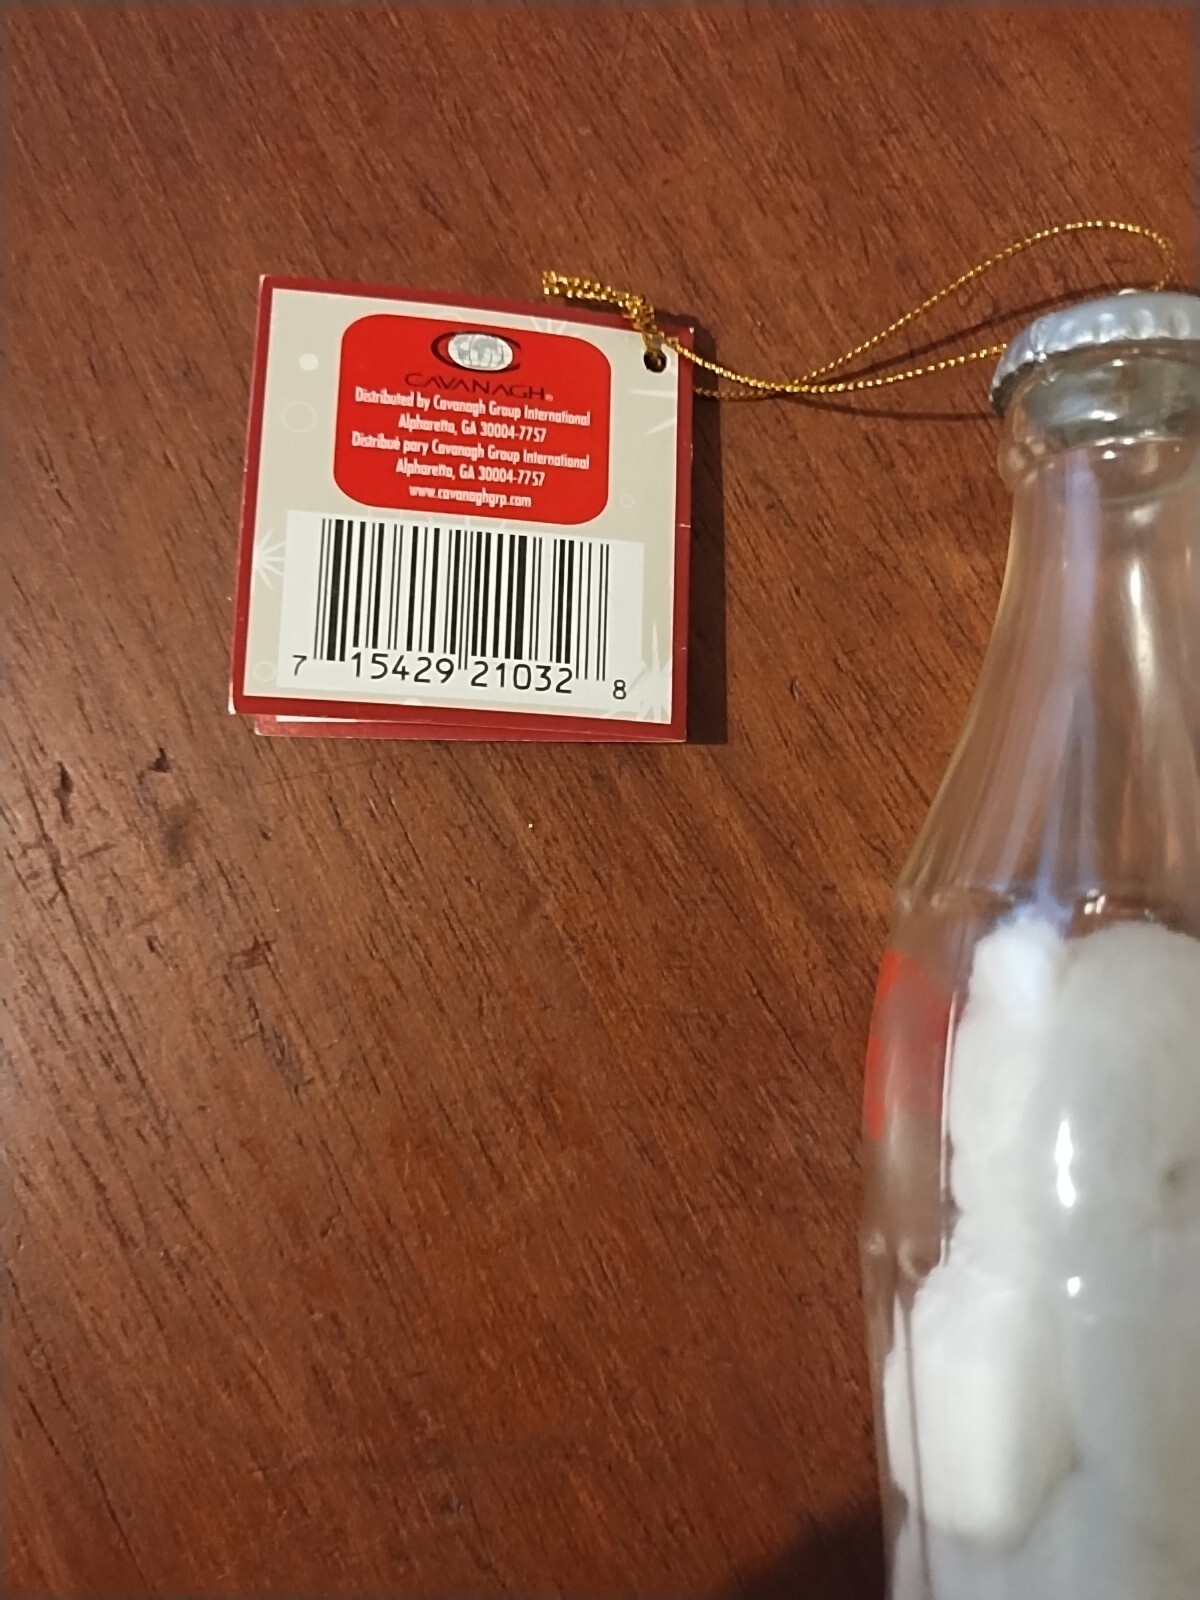 CAVANAGH®
Distributed by Cavanagh Group International
Alpharetta, GA 30004-7757
Distribué pary Cavanagh Group International
Alpharetta, GA 30004-7757
www.cavanaghgrp.com
7 15429 21032 8